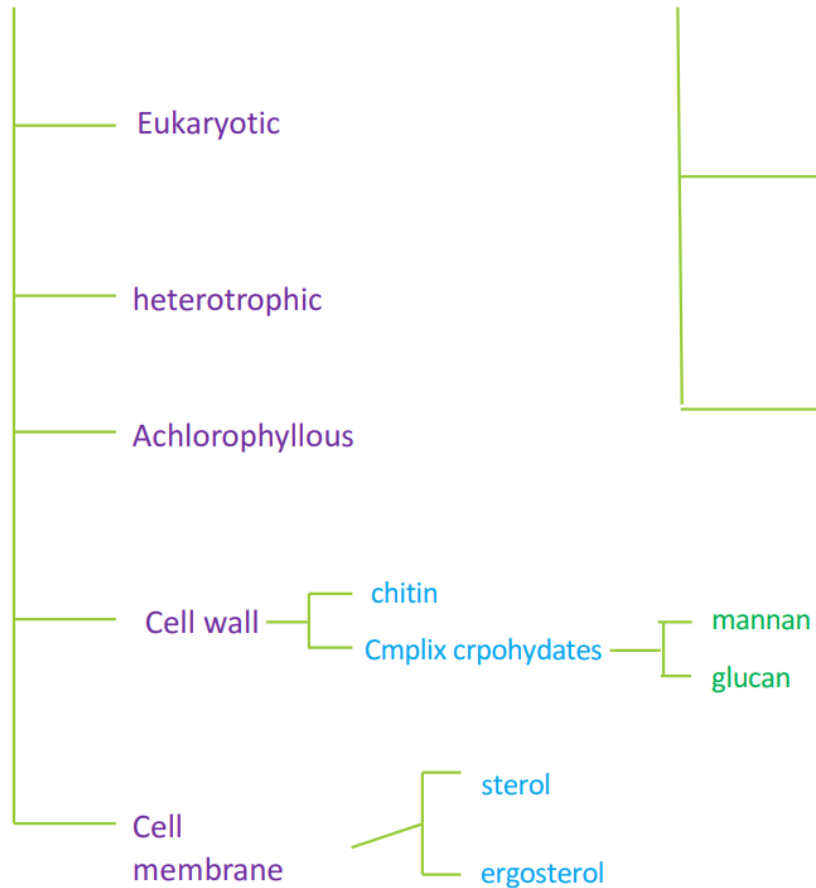 Eukaryotic
heterotrophic
Achlorophyllous
Cell wall
chitin
Cmplix crpohydates
mannan
glucan
Cell
membrane
sterol
ergosterol